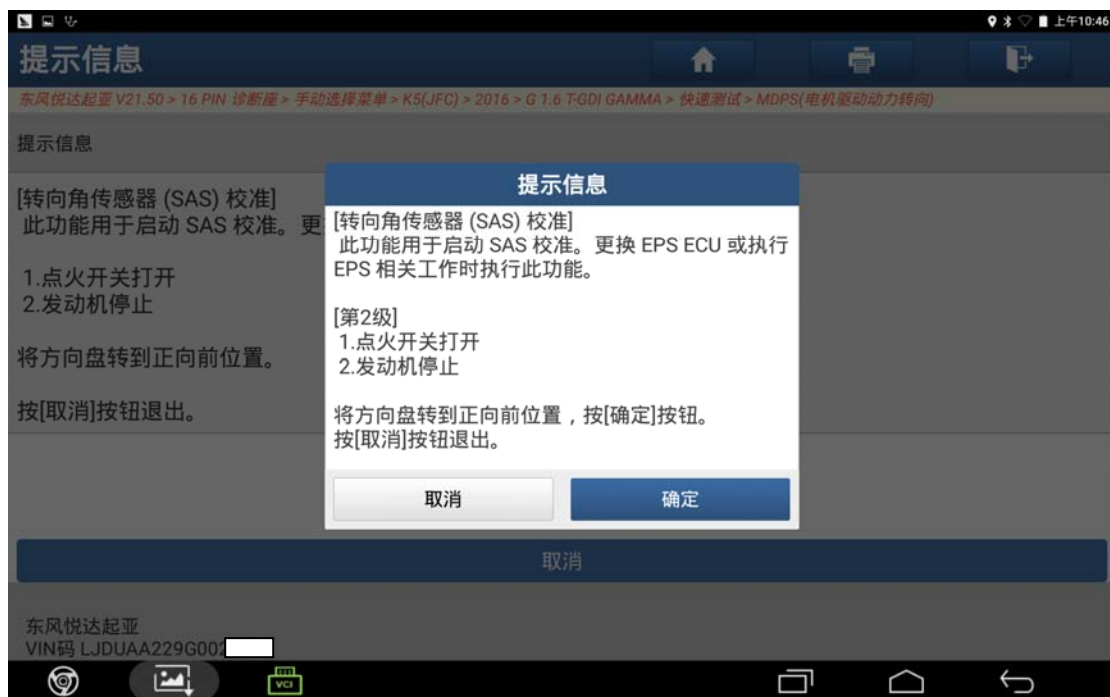 上午10:46
提示信息
东风悦达起亚 V21.50 > 16 PIN 诊断座 > 手动选择菜单 > K5(JFC) > 2016 > G 1.6 T-GDI GAMMA > 快速测试 > MDPS(电机驱动动力转向)
提示信息
[转向角传感器 (SAS) 校准]
此功能用于启动 SAS 校准。更
1.点火开关打开
2.发动机停止
将方向盘转到正向前位置。
按[取消]按钮退出。
提示信息
[转向角传感器 (SAS) 校准]
此功能用于启动 SAS 校准。更换 EPS ECU 或执行
EPS 相关工作时执行此功能。
[第2级]
1.点火开关打开
2.发动机停止
将方向盘转到正向前位置，按[确定]按钮。
按[取消]按钮退出。
取消
确定
取消
东风悦达起亚
VIN码 LJDUAA229G002
VCI